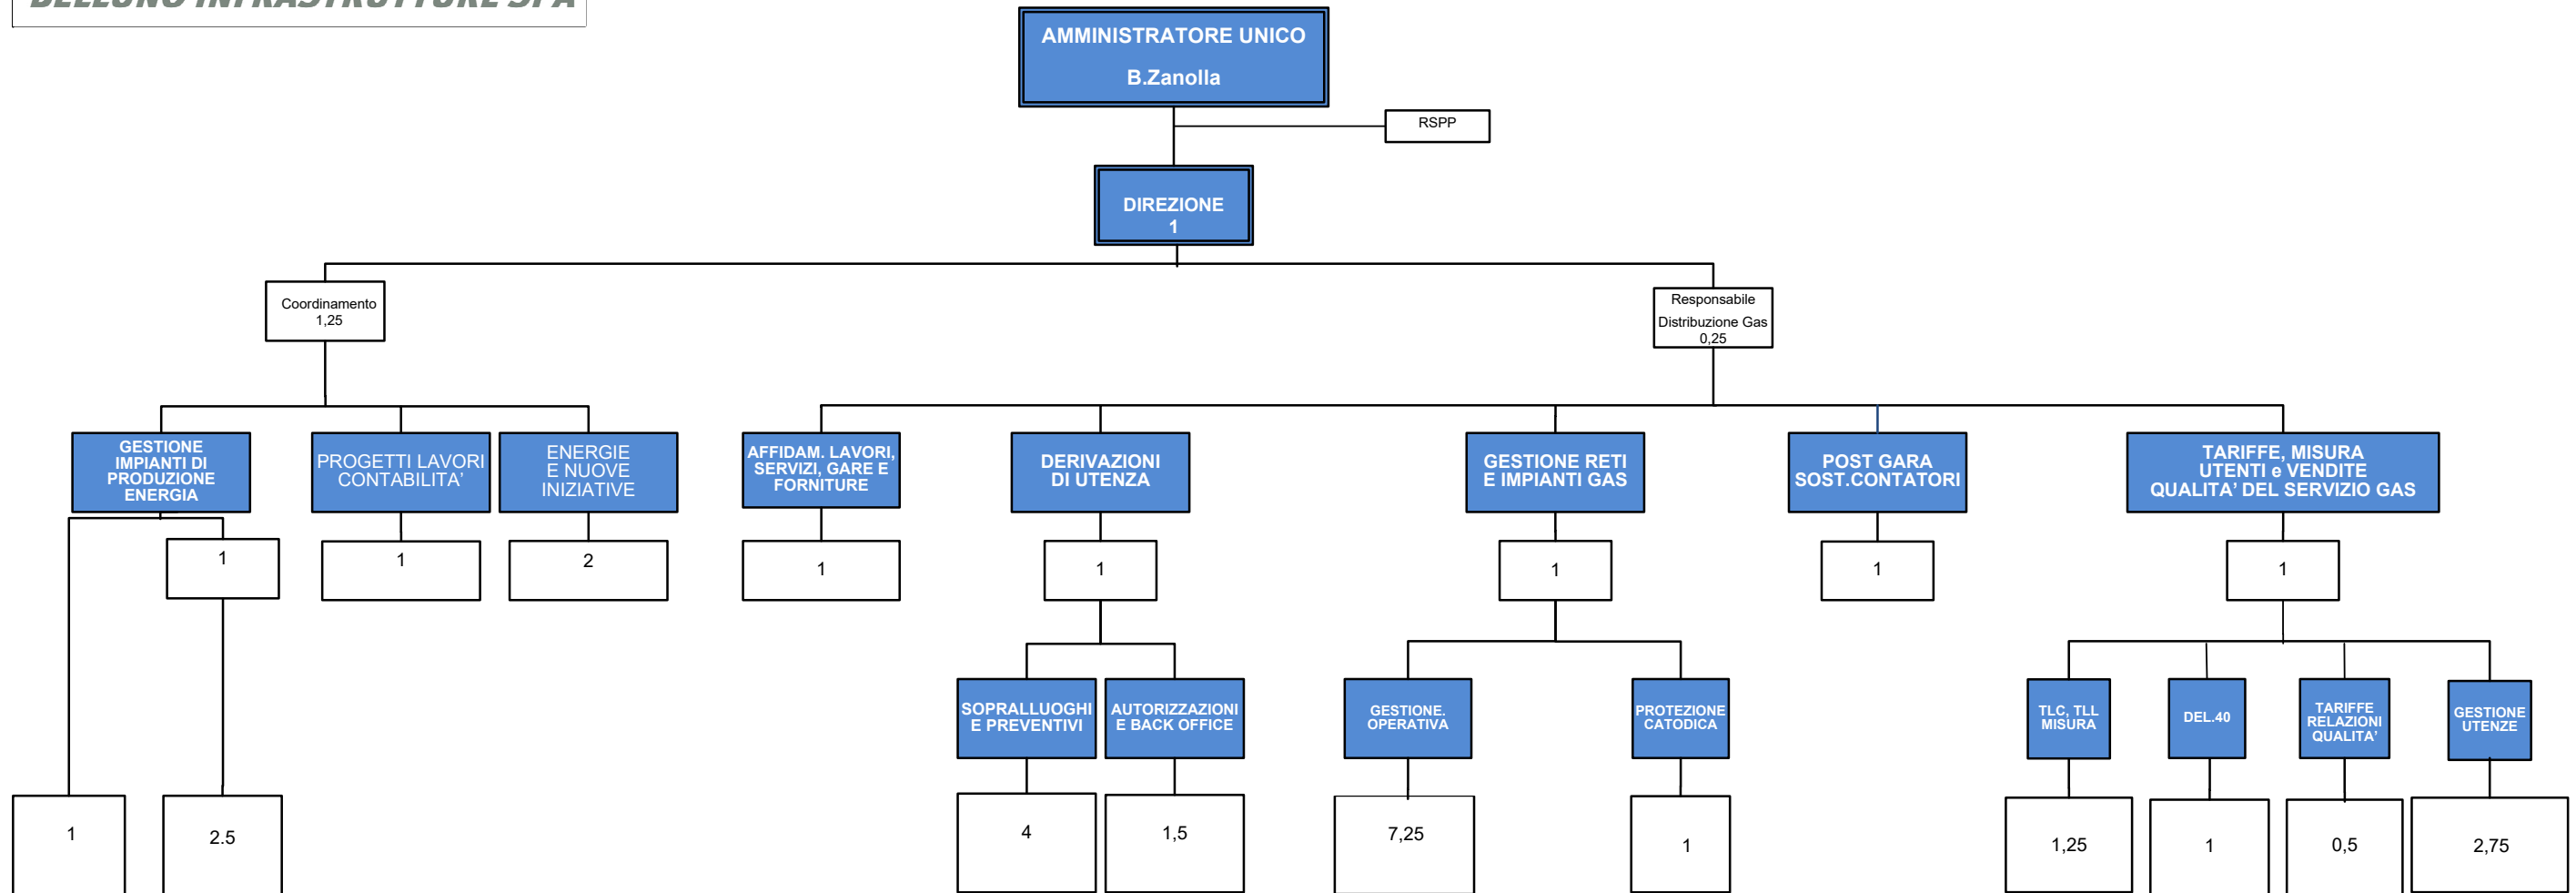 BELLUNO INFRASTRUTTURE SPA
AMMINISTRATORE UNICO
B.Zanolla
RSPP
DIREZIONE
1
Coordinamento
1,25
Responsabile
Distribuzione Gas
0,25
GESTIONE
IMPIANTI DI
PRODUZIONE
ENERGIA
PROGETTI LAVORI
CONTABILITA’
ENERGIE
E NUOVE
INIZIATIVE
AFFIDAM. LAVORI,
SERVIZI, GARE E
FORNITURE
DERIVAZIONI
DI UTENZA
GESTIONE RETI
E IMPIANTI GAS
POST GARA
SOST.CONTATORI
TARIFFE, MISURA
UTENTI e VENDITE
QUALITA’ DEL SERVIZIO GAS
1
1
2
1
1
1
1
1
SOPRALLUOGHI
E PREVENTIVI
AUTORIZZAZIONI
E BACK OFFICE
GESTIONE.
OPERATIVA
PROTEZIONE
CATODICA
TLC, TLL
MISURA
DEL.40
TARIFFE
RELAZIONI
QUALITA’
GESTIONE
UTENZE
1
2.5
4
1,5
7,25
1
1,25
1
0,5
2,75